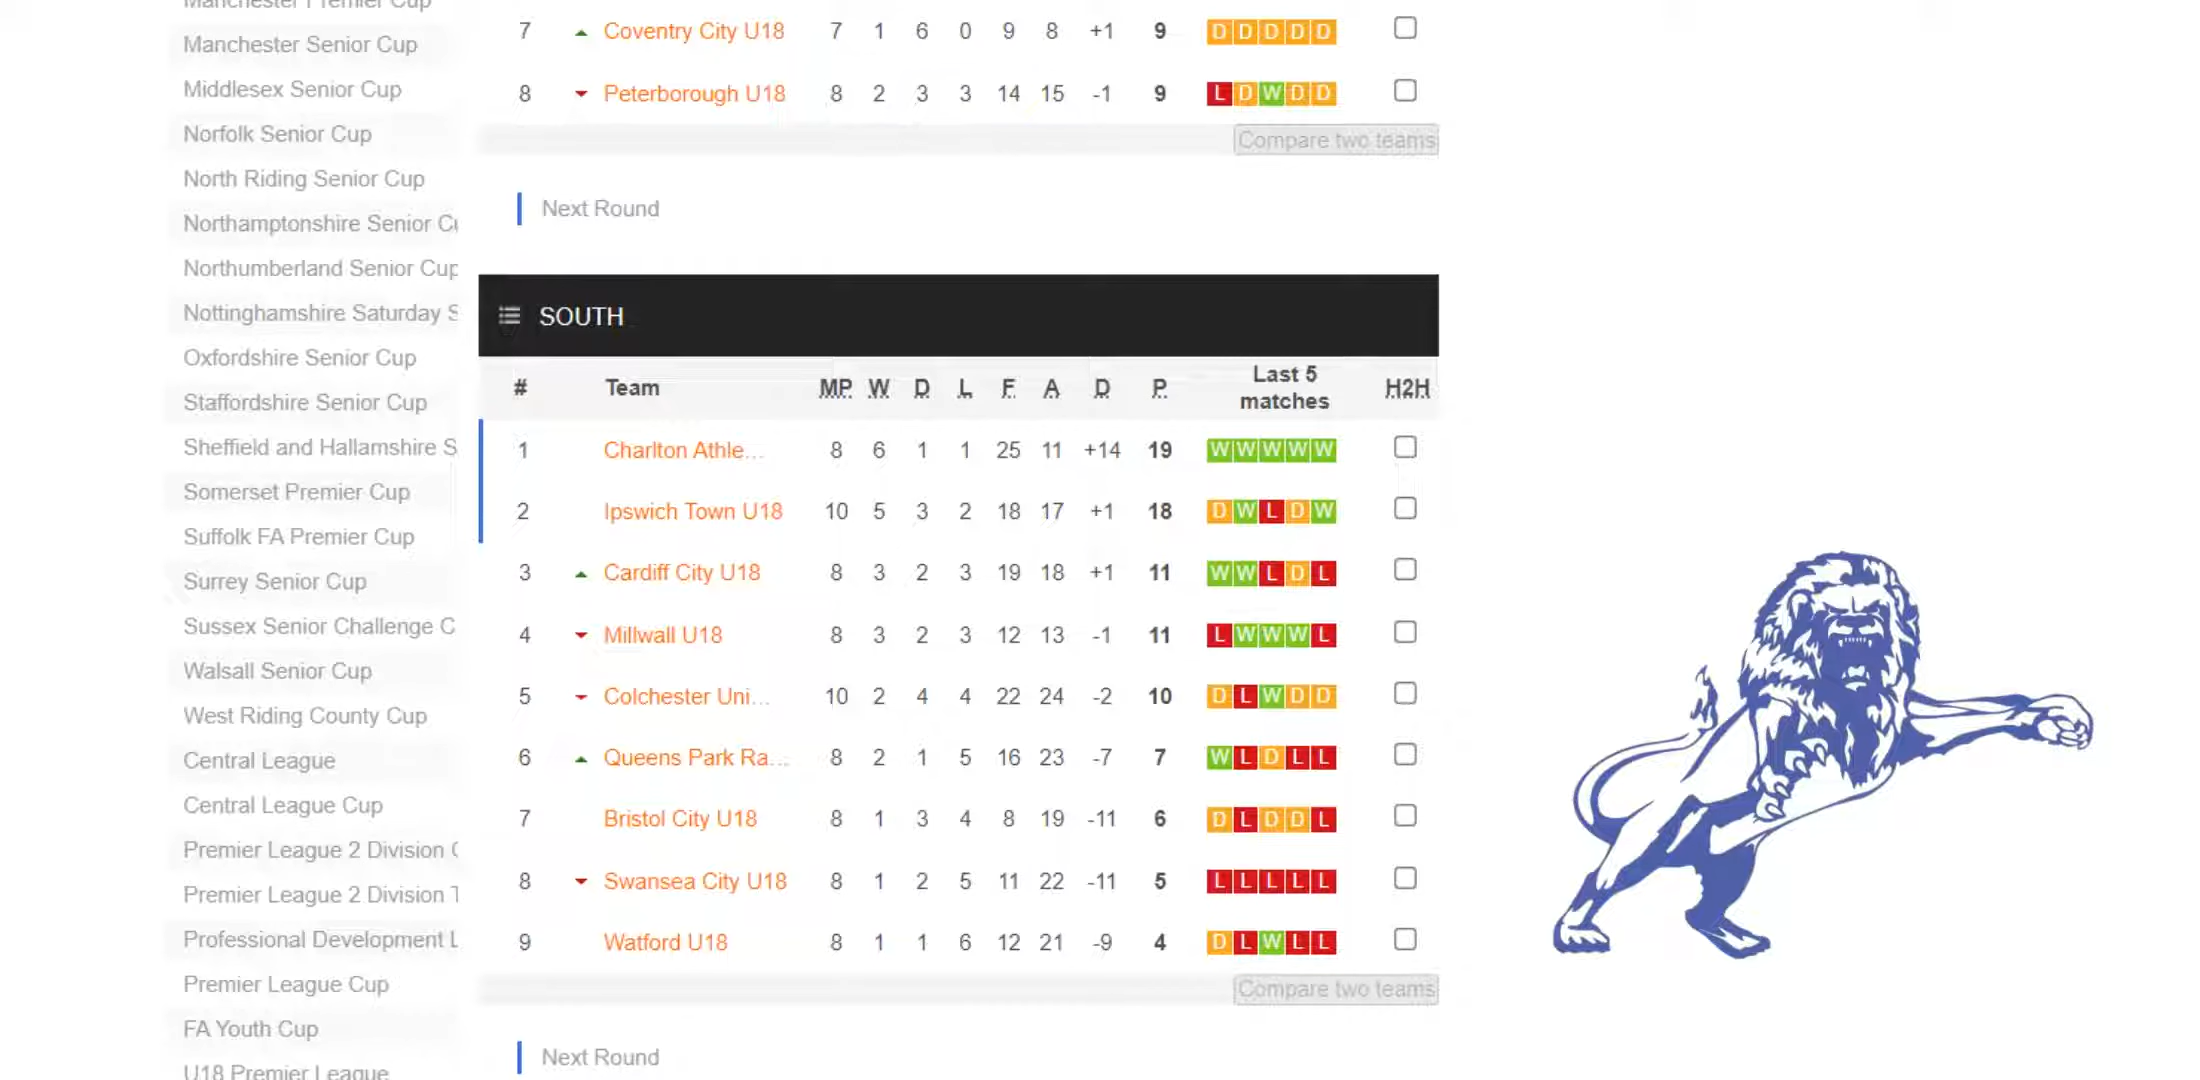 Manchester Premier Cup
Manchester Senior Cup
Middlesex Senior Cup
Norfolk Senior Cup
North Riding Senior Cup
Northamptonshire Senior Cu
Northumberland Senior Cup
Nottinghamshire Saturday S
Oxfordshire Senior Cup
Staffordshire Senior Cup
Sheffield and Hallamshire S
Somerset Premier Cup
Suffolk FA Premier Cup
Surrey Senior Cup
Sussex Senior Challenge C
Walsall Senior Cup
West Riding County Cup
Central League
Central League Cup
Premier League 2 Division
Premier League 2 Division
Professional Development L
Premier League Cup
FA Youth Cup
U18 Premier League
7 Coventry City U18 7 1 6 0 9 8 +1 9 D D D D D
8 Peterborough U18 8 2 3 3 14 15 -1 9 L D W D D
Compare two teams
Next Round
SOUTH
# Team MP W D L F A D P Last 5 matches H2H
1 Charlton Athle... 8 6 1 1 25 11 +14 19 W W W W W
2 Ipswich Town U18 10 5 3 2 18 17 +1 18 D W L D W
3 Cardiff City U18 8 3 2 3 19 18 +1 11 W W L D L
4 Millwall U18 8 3 2 3 12 13 -1 11 L W W W L
5 Colchester Uni... 10 2 4 4 22 24 -2 10 D L W D D
6 Queens Park Ra... 8 2 1 5 16 23 -7 7 W L D L L
7 Bristol City U18 8 1 3 4 8 19 -11 6 D L D D L
8 Swansea City U18 8 1 2 5 11 22 -11 5 L L L L L
9 Watford U18 8 1 1 6 12 21 -9 4 D L W L L
Compare two teams
Next Round